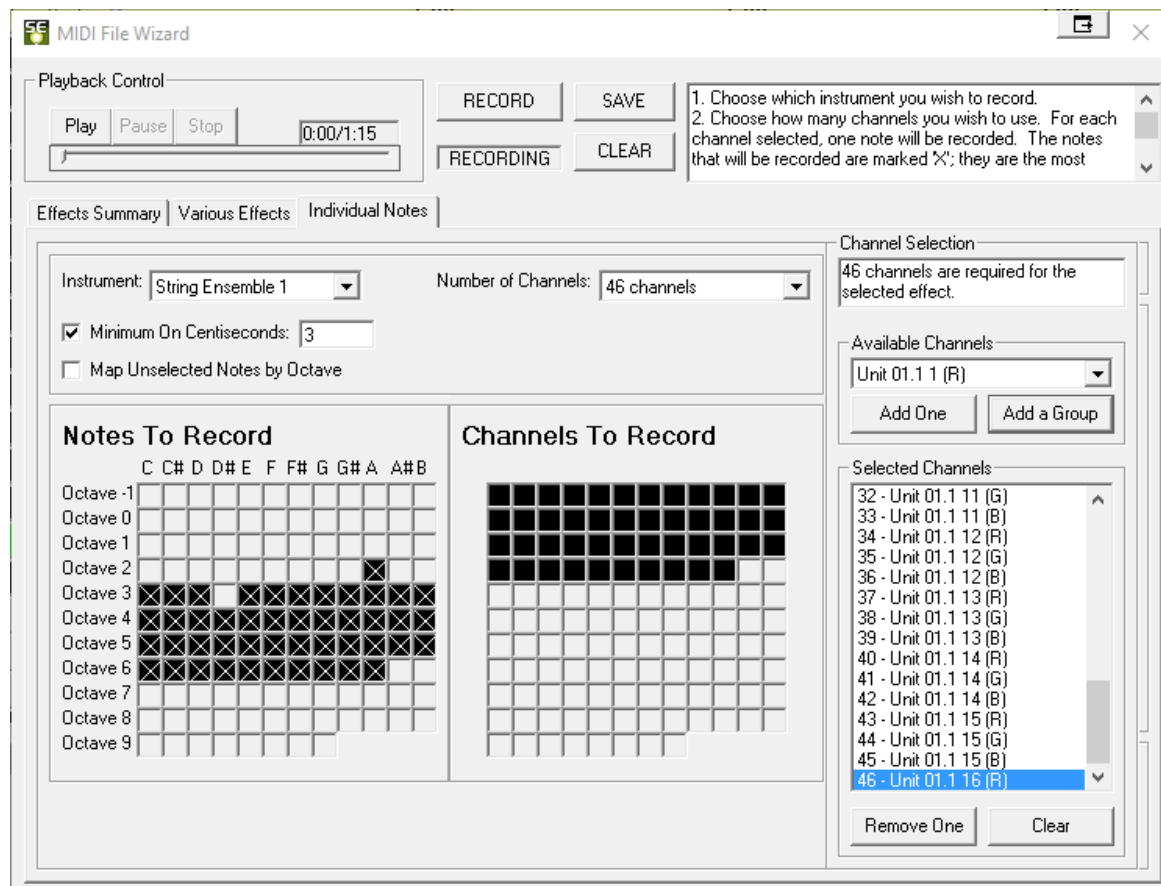 SE MIDI File Wizard
Playback Control
Play Pause Stop 0:00/1:15
RECORD SAVE
RECORDING CLEAR
1. Choose which instrument you wish to record.
2. Choose how many channels you wish to use. For each
channel selected, one note will be recorded. The notes
that will be recorded are marked 'X'; they are the most
Effects Summary Various Effects Individual Notes
Instrument: String Ensemble 1 Number of Channels: 46 channels
Minimum On Centiseconds: 3
Map Unselected Notes by Octave
Notes To Record
C C# D D# E F F# G G# A A# B
Octave -1
Octave 0
Octave 1
Octave 2
Octave 3
Octave 4
Octave 5
Octave 6
Octave 7
Octave 8
Octave 9
Channels To Record
Channel Selection
46 channels are required for the
selected effect.
Available Channels
Unit 01.1 1 (R)
Add One Add a Group
Selected Channels
32 - Unit 01.1 11 (G)
33 - Unit 01.1 11 (B)
34 - Unit 01.1 12 (R)
35 - Unit 01.1 12 (G)
36 - Unit 01.1 12 (B)
37 - Unit 01.1 13 (R)
38 - Unit 01.1 13 (G)
39 - Unit 01.1 13 (B)
40 - Unit 01.1 14 (R)
41 - Unit 01.1 14 (G)
42 - Unit 01.1 14 (B)
43 - Unit 01.1 15 (R)
44 - Unit 01.1 15 (G)
45 - Unit 01.1 15 (B)
46 - Unit 01.1 16 (R)
Remove One Clear